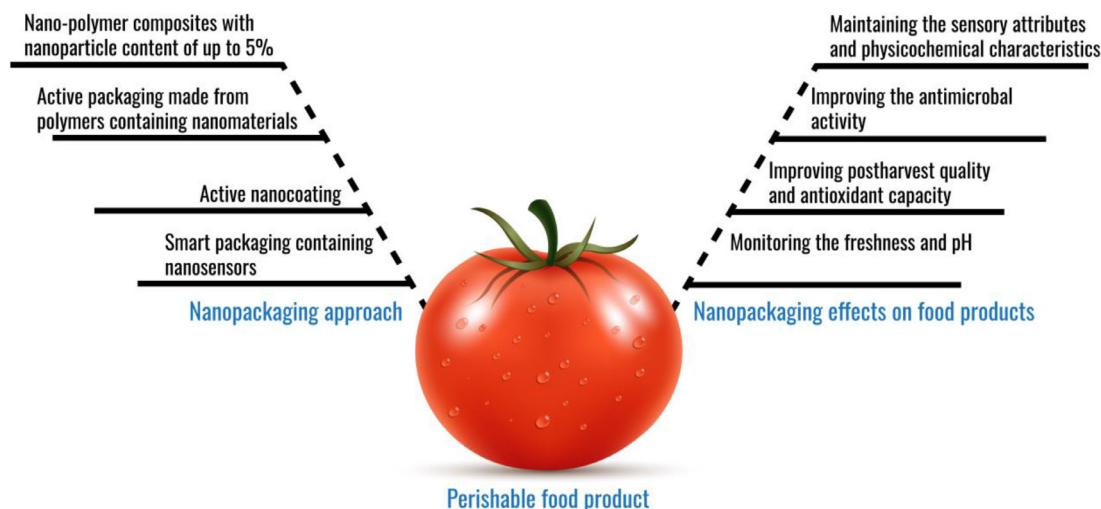 Nano-polymer composites with
nanoparticle content of up to 5%
Active packaging made from
polymers containing nanomaterials
Active nanocoating
Smart packaging containing
nanosensors
Nanopackaging approach
Maintaining the sensory attributes
and physicochemical characteristics
Improving the antimicrobal
activity
Improving postharvest quality
and antioxidant capacity
Monitoring the freshness and pH
Nanopackaging effects on food products
Perishable food product